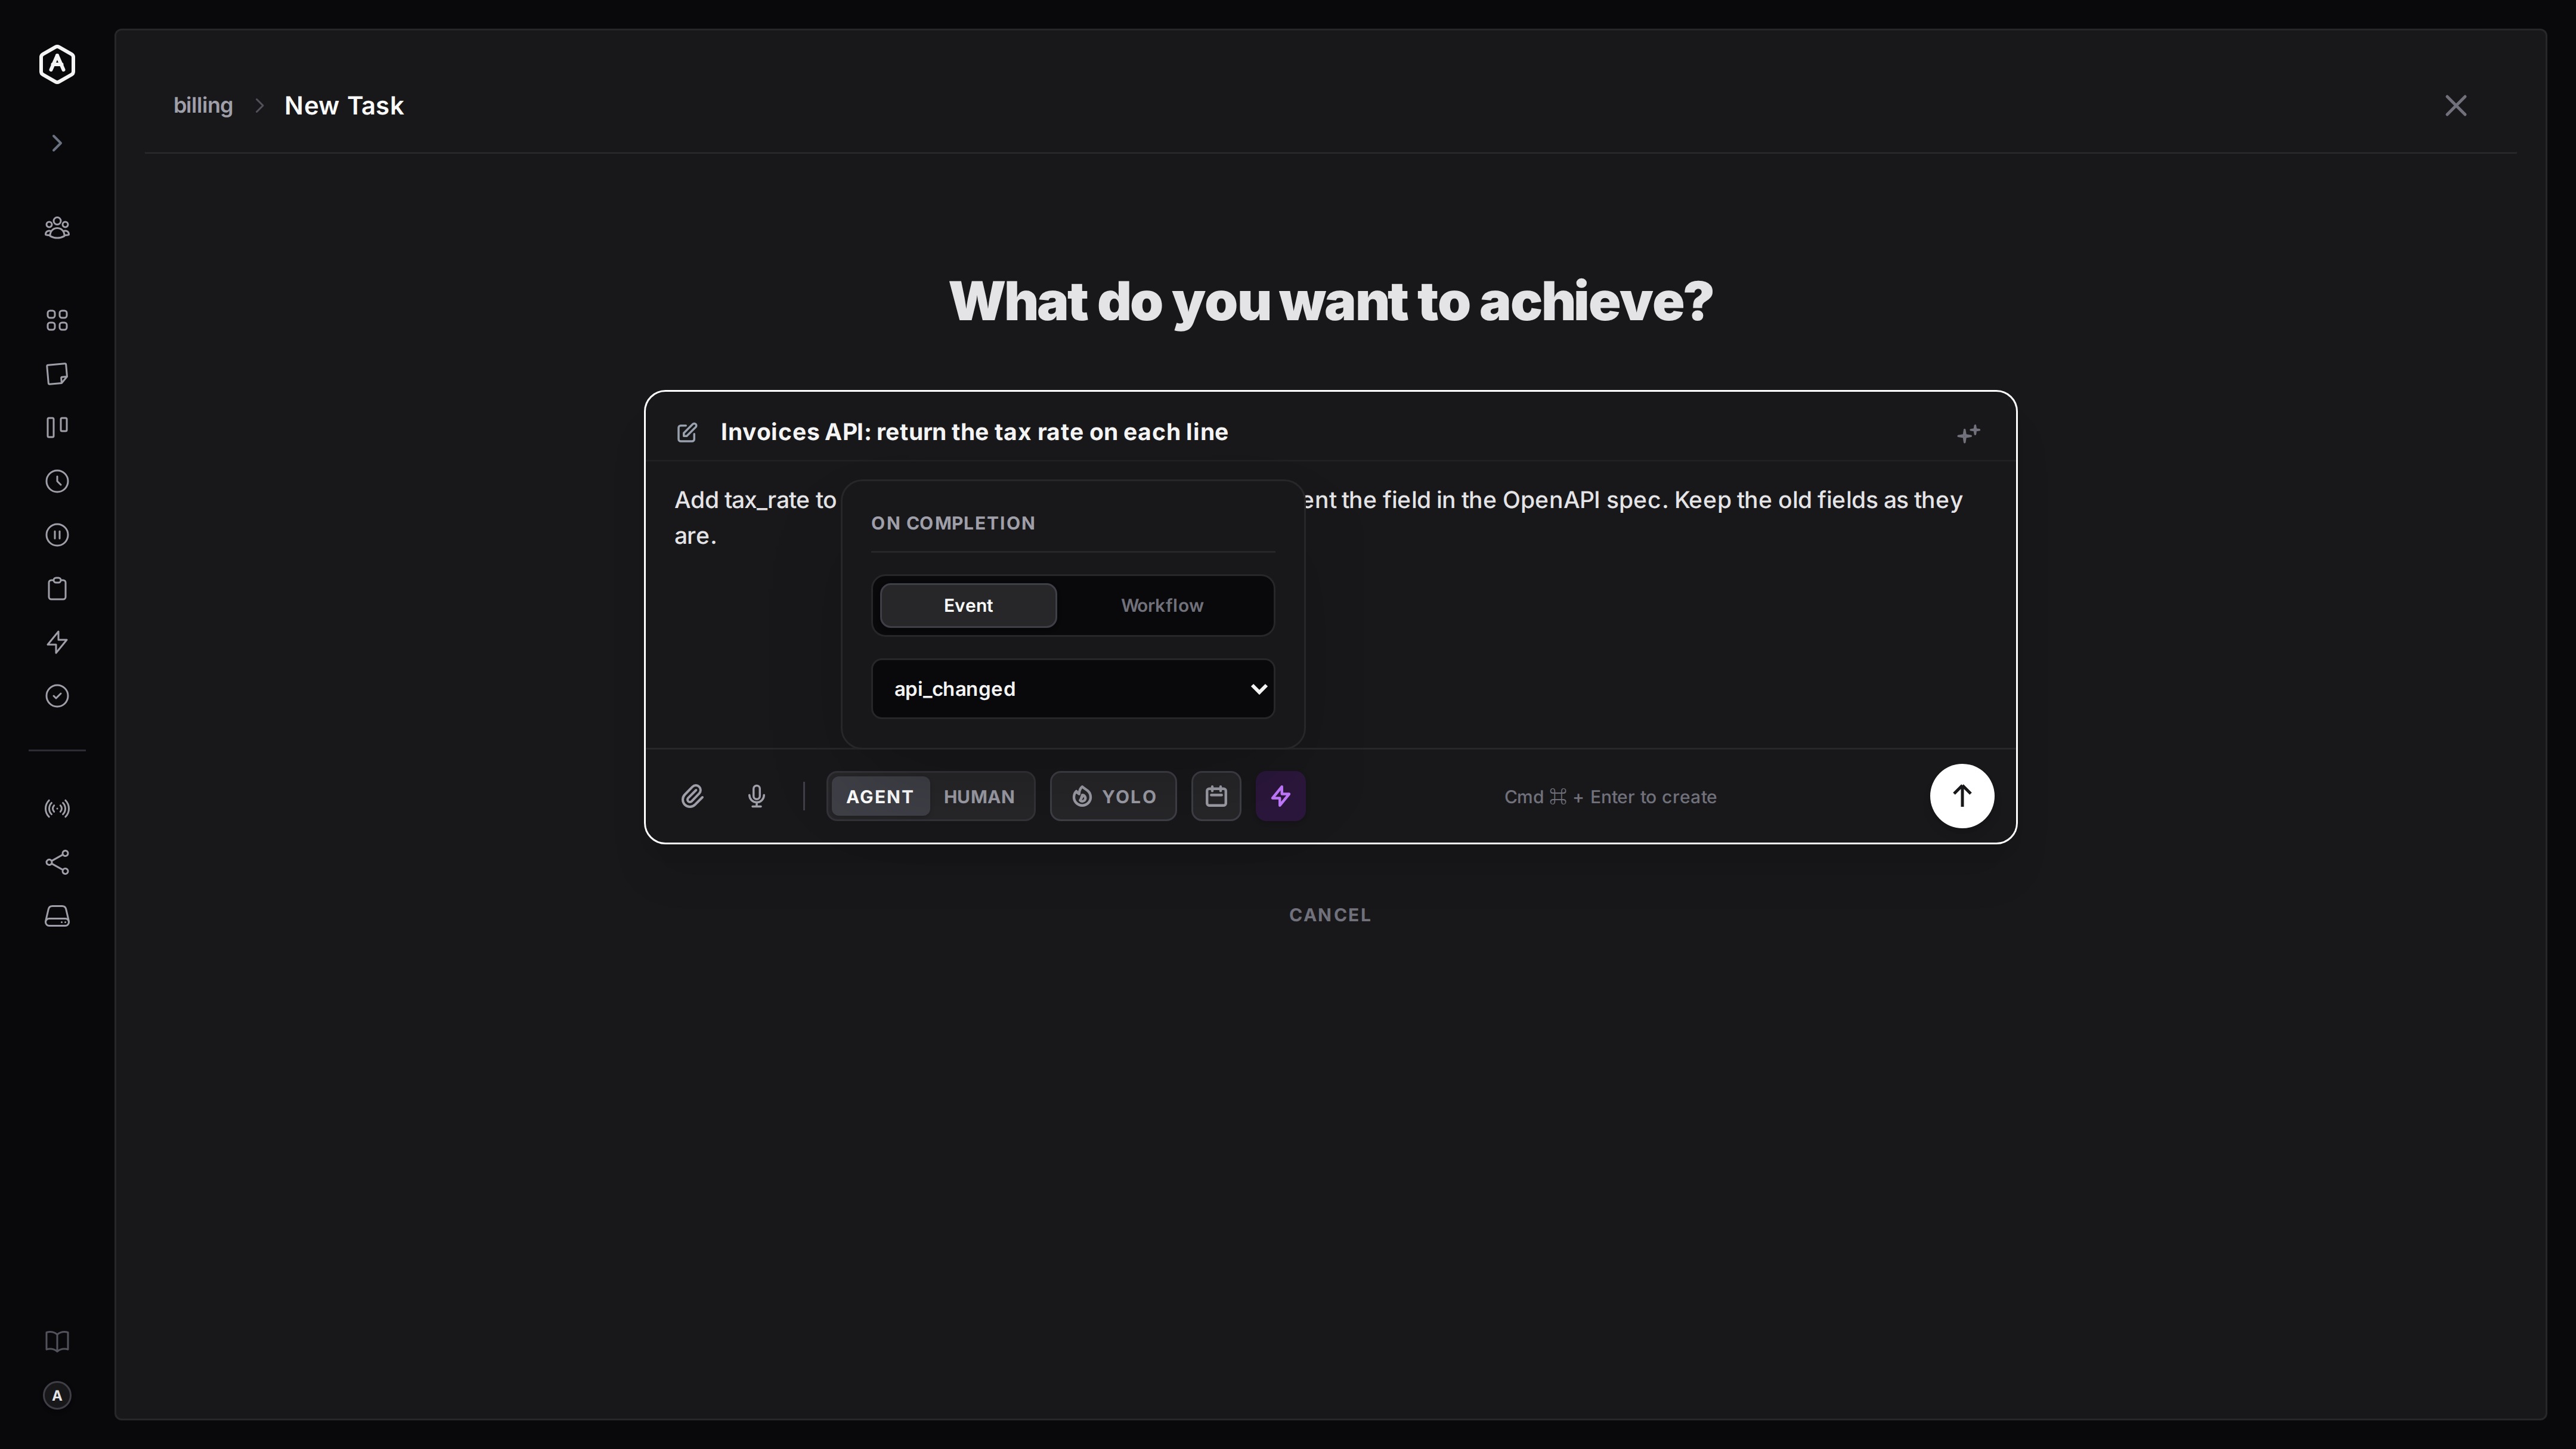 A
billing > New Task
What do you want to achieve?
Invoices API: return the tax rate on each line
Add tax_rate to
ent the field in the OpenAPI spec. Keep the old fields as they
are.
ON COMPLETION
Event Workflow
api_changed
AGENT HUMAN YOLO
Cmd ⌘ + Enter to create
CANCEL
A